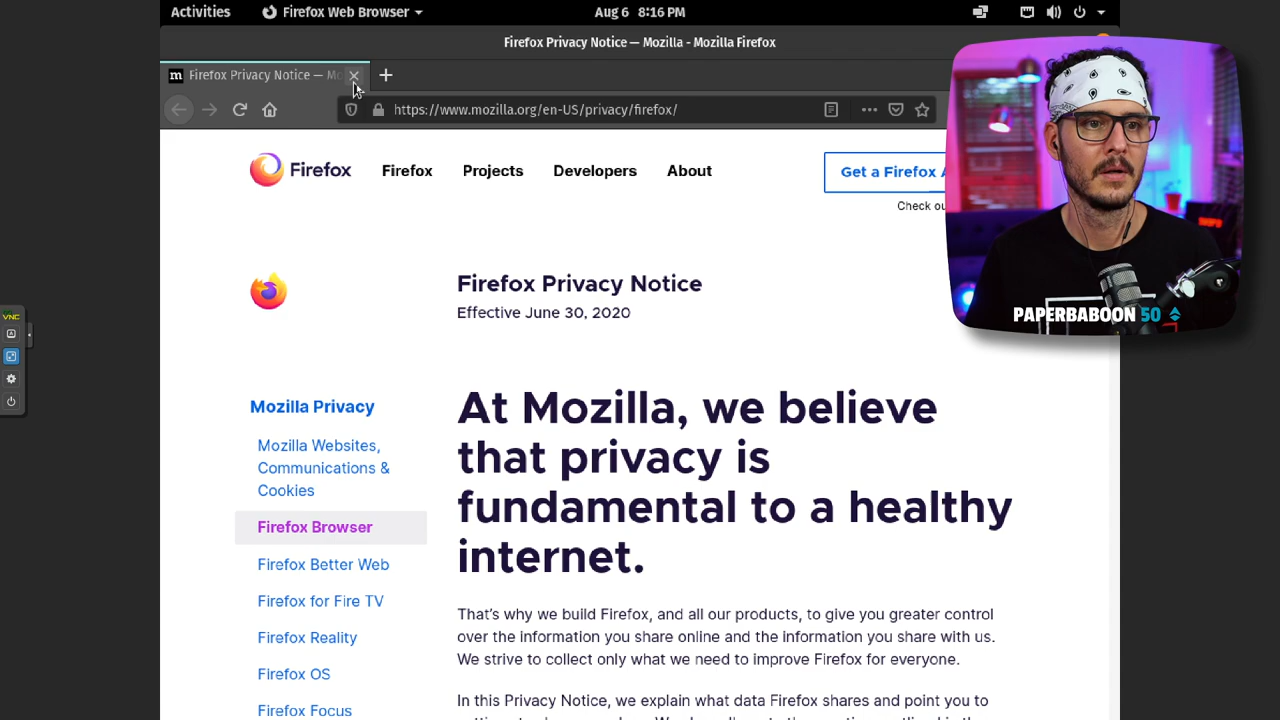 Activities
Firefox Web Browser
Aug 6 8:16 PM
Firefox Privacy Notice — Mozilla - Mozilla Firefox
m Firefox Privacy Notice — Mo
https://www.mozilla.org/en-US/privacy/firefox/
Firefox
Firefox
Projects
Developers
About
Get a Firefox
Check
Firefox Privacy Notice
Effective June 30, 2020
PAPERBABOON 50
VNC
A
Mozilla Privacy
Mozilla Websites,
Communications &
Cookies
Firefox Browser
Firefox Better Web
Firefox for Fire TV
Firefox Reality
Firefox OS
Firefox Focus
At Mozilla, we believe
that privacy is
fundamental to a healthy
internet.
That's why we build Firefox, and all our products, to give you greater control
over the information you share online and the information you share with us.
We strive to collect only what we need to improve Firefox for everyone.
In this Privacy Notice, we explain what data Firefox shares and point you to